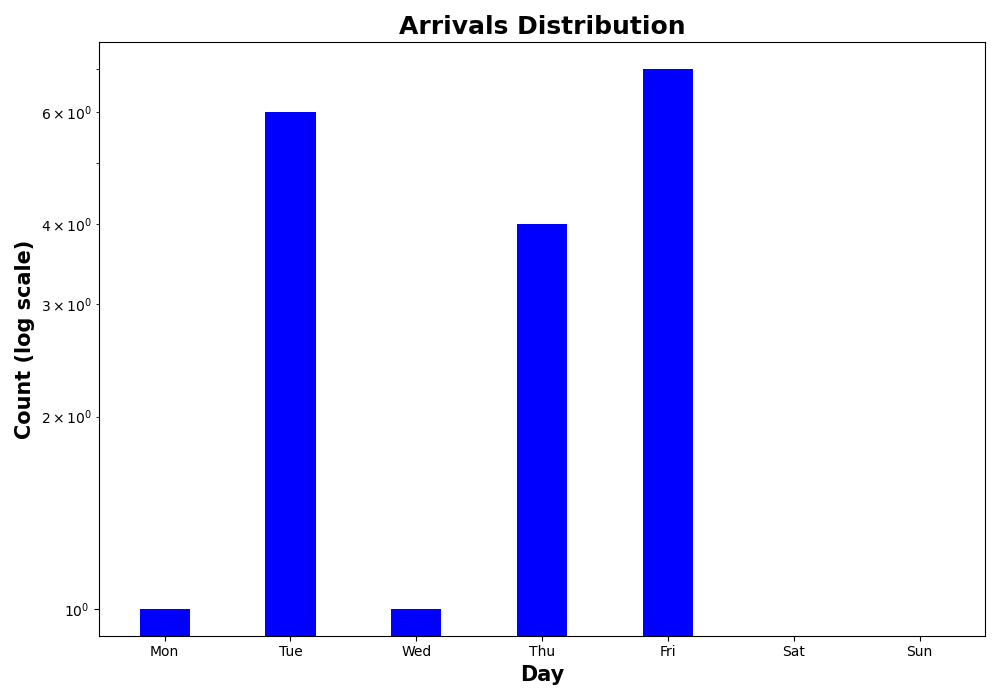 Arrivals Distribution
Count (log scale)
6 × 10⁰
4 × 10⁰
3 × 10⁰
2 × 10⁰
10⁰
Mon Tue Wed Thu Fri Sat Sun
Day